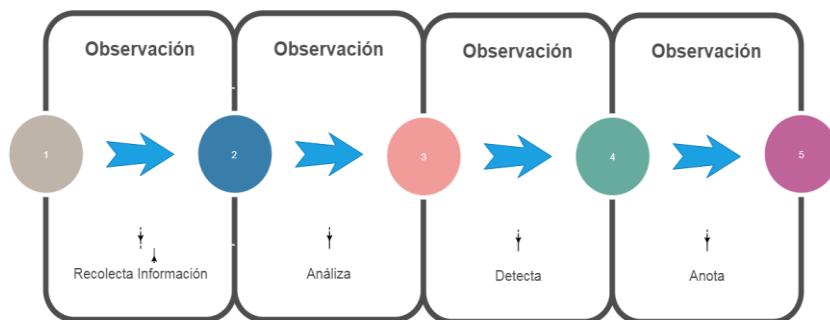 Observación
Observación
Observación
Observación
1
2
3
4
5
Recolecta Información
Análiza
Detecta
Anota